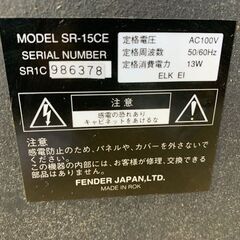 MODEL SR-15CE
SERIAL NUMBER
SR1C 986378
定格電圧 AC100V
定格周波数 50/60Hz
定格消費電力 13W
ELK EI
注意
感電の恐れあり
キャビネットをあけるな
注意
感電防止のため、パネルや、カバーを外さないで
ください。
この機器の内部には、お客様が修理、交換出来る
部品はありません。
FENDER JAPAN,LTD.
MADE IN ROK